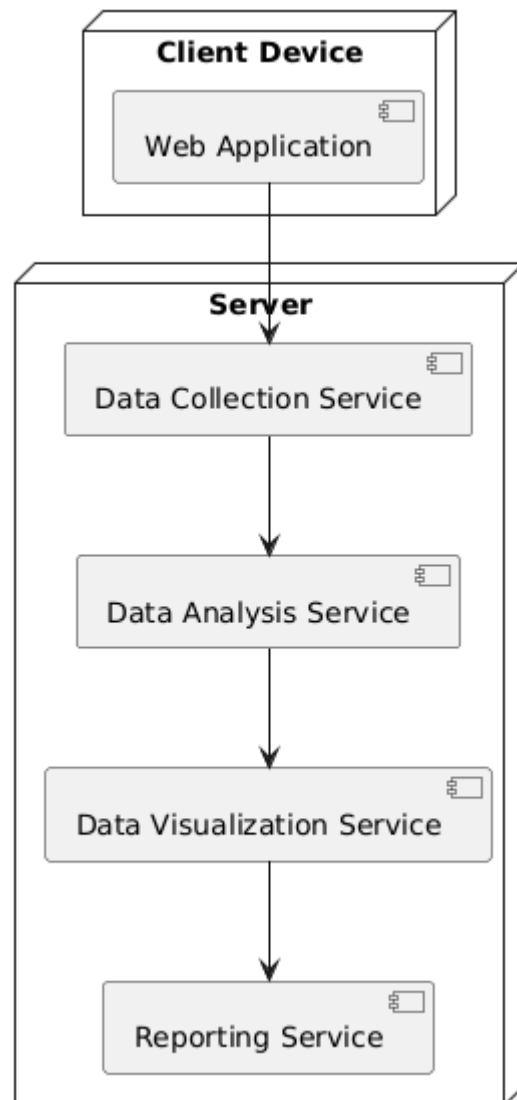 Client Device
Web Application
Server
Data Collection Service
Data Analysis Service
Data Visualization Service
Reporting Service